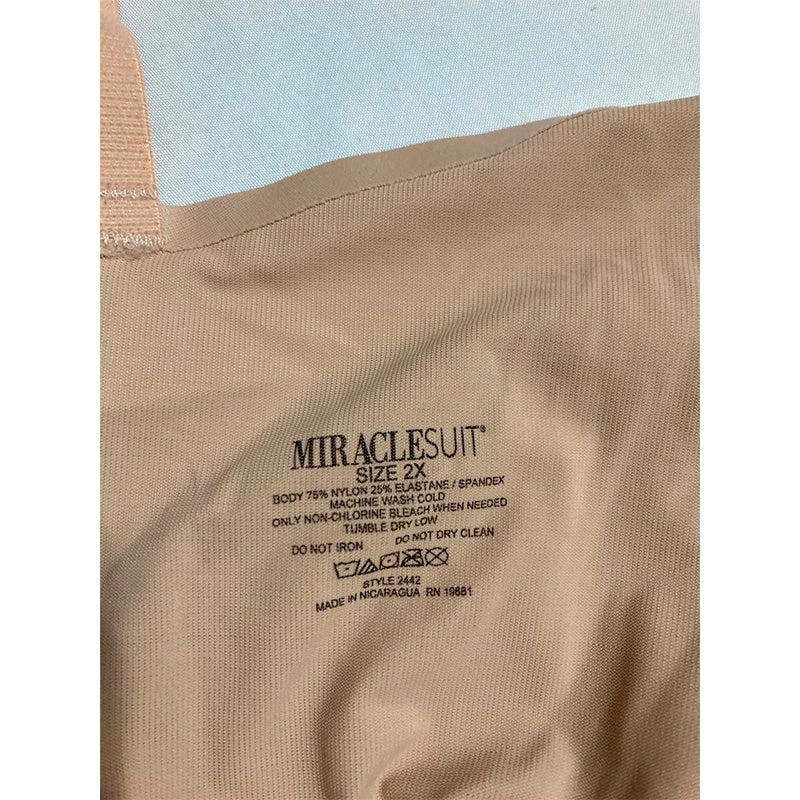 MIRACLESUIT®
SIZE 2X
BODY 75% NYLON 25% ELASTANE / SPANDEX
MACHINE WASH COLD
ONLY NON-CHLORINE BLEACH WHEN NEEDED
TUMBLE DRY LOW
DO NOT IRON DO NOT DRY CLEAN
STYLE 2442
MADE IN NICARAGUA RN 19681